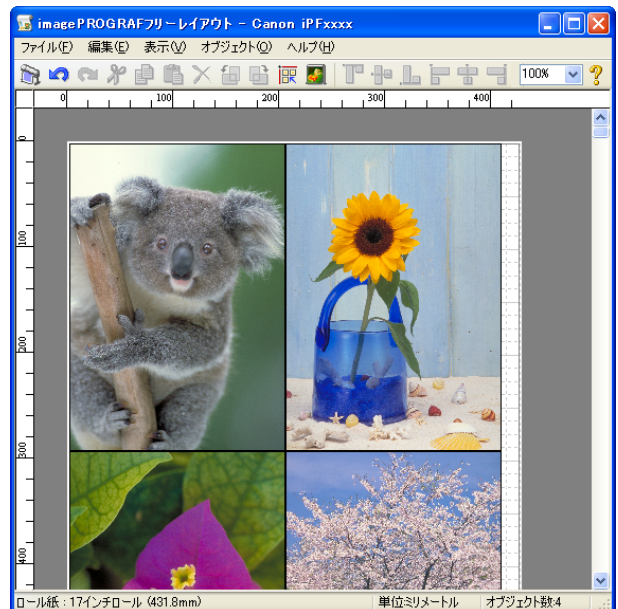 imagePROGRAFフリーレイアウト - Canon iPFxxxx
ファイル(F) 編集(E) 表示(V) オブジェクト(O) ヘルプ(H)
100%
0 100 200 300 400
0
100
200
300
400
ロール紙 : 17インチロール (431.8mm) 単位:ミリメートル オブジェクト数:4